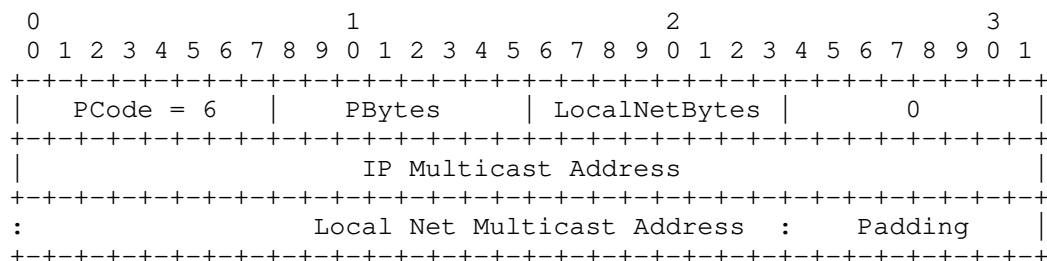 0                   1                   2                   3
 0 1 2 3 4 5 6 7 8 9 0 1 2 3 4 5 6 7 8 9 0 1 2 3 4 5 6 7 8 9 0 1
+-+-+-+-+-+-+-+-+-+-+-+-+-+-+-+-+-+-+-+-+-+-+-+-+-+-+-+-+-+-+-+-+
|   PCode = 6   |    PBytes     | LocalNetBytes |       0       |
+-+-+-+-+-+-+-+-+-+-+-+-+-+-+-+-+-+-+-+-+-+-+-+-+-+-+-+-+-+-+-+-+
|                     IP Multicast Address                      |
+-+-+-+-+-+-+-+-+-+-+-+-+-+-+-+-+-+-+-+-+-+-+-+-+-+-+-+-+-+-+-+-+
:                  Local Net Multicast Address  :    Padding    |
+-+-+-+-+-+-+-+-+-+-+-+-+-+-+-+-+-+-+-+-+-+-+-+-+-+-+-+-+-+-+-+-+